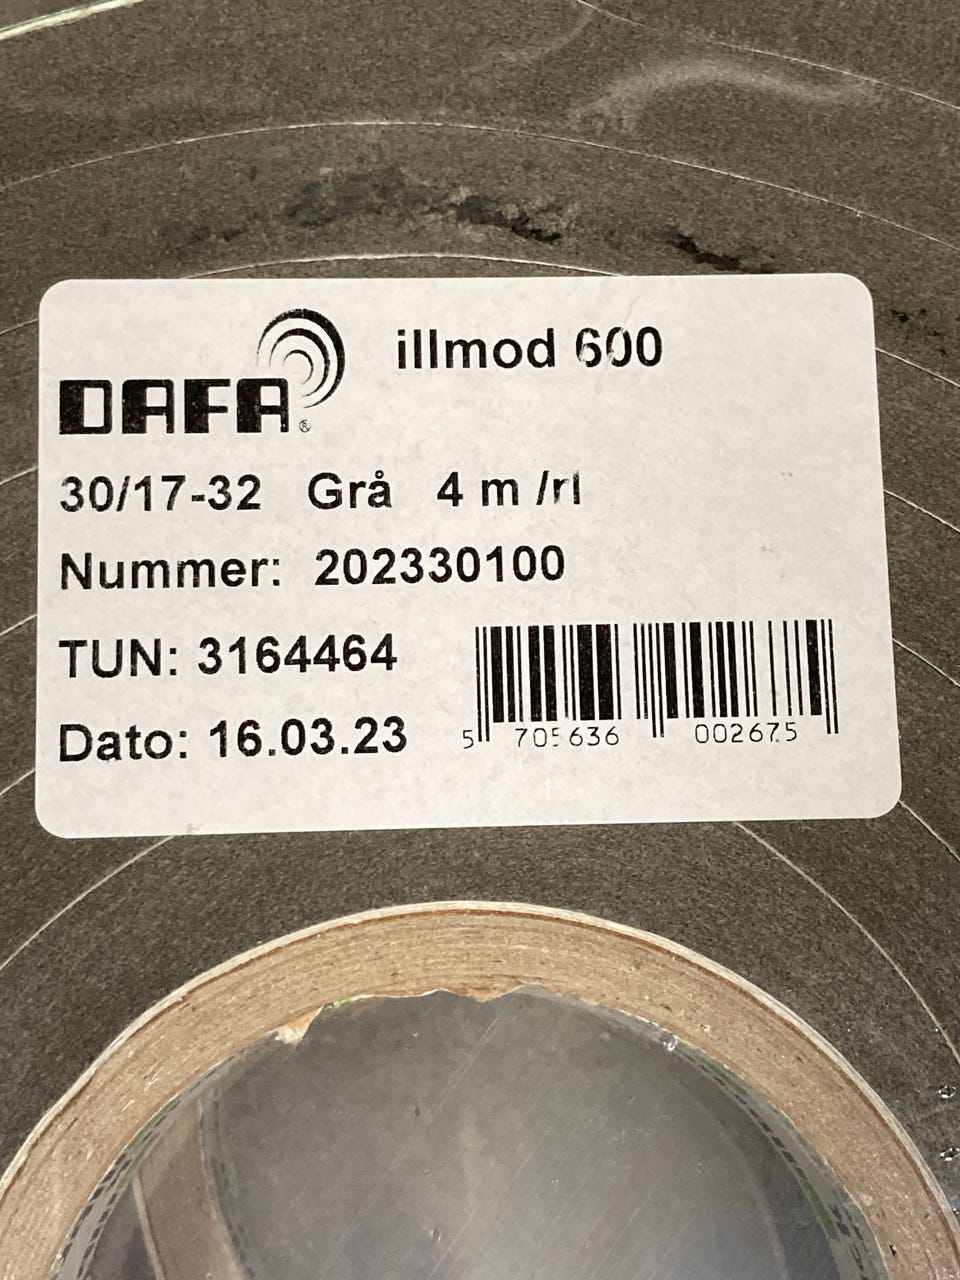 DAFA® illmod 600
30/17-32 Grå 4 m /rl
Nummer: 202330100
TUN: 3164464
Dato: 16.03.23
5 705636 002675